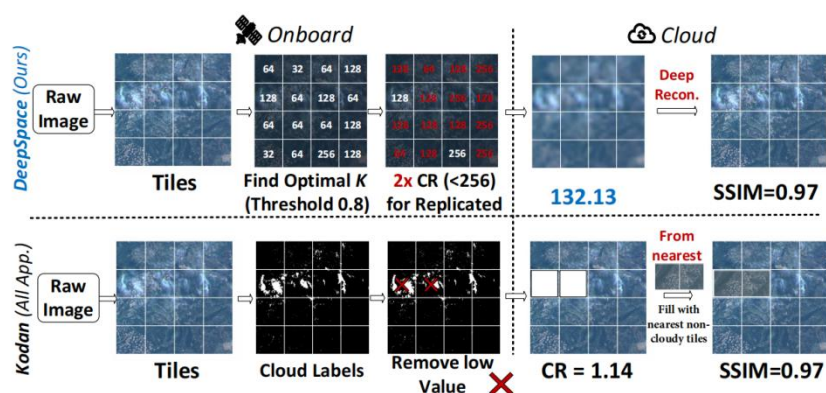 Onboard
Cloud
DeepSpace (Ours)
Raw
Image
64 32 64 128
128 64 128 64
64 64 64 128
32 64 256 128
128
256
Deep
Recon.
Tiles
Find Optimal K
(Threshold 0.8)
2x CR (<256)
for Replicated
132.13
SSIM=0.97
Kodan (All App.)
Raw
Image
From
nearest
Fill with
nearest non-
cloudy tiles
Tiles
Cloud Labels
Remove low
Value
CR = 1.14
SSIM=0.97